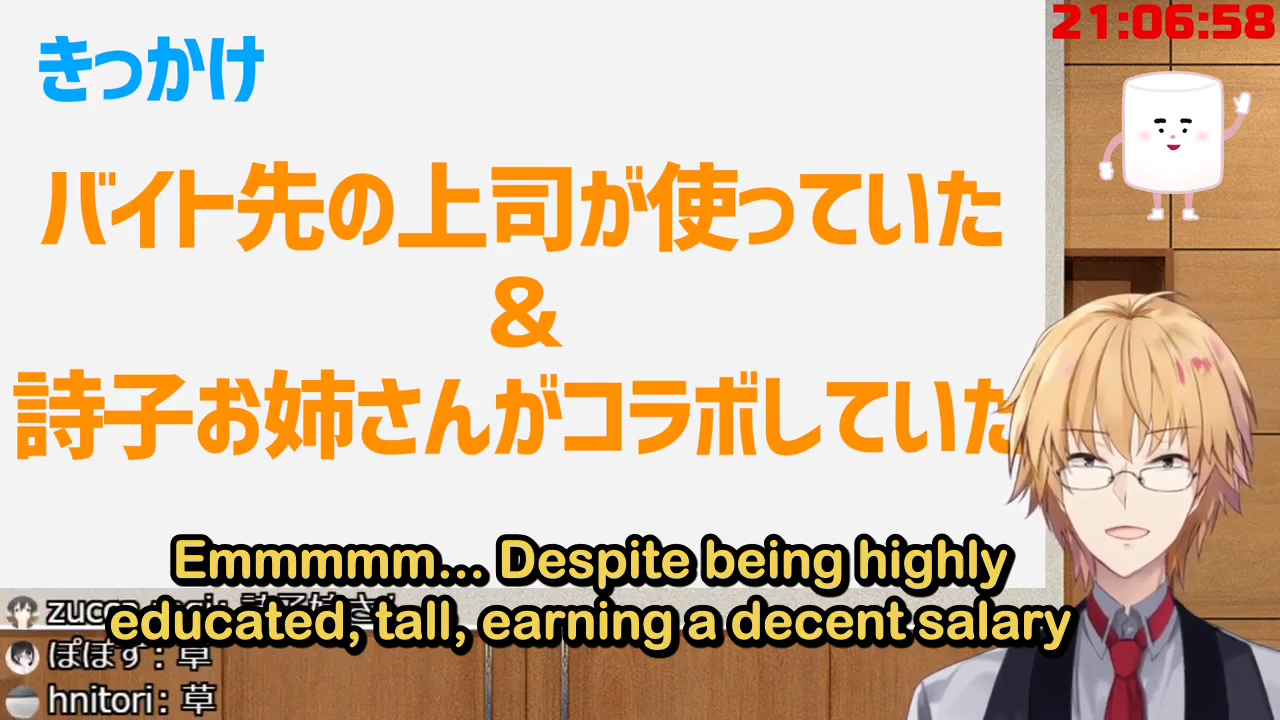 21:06:58
きっかけ
バイト先の上司が使っていた
&
詩子お姉さんがコラボしていた
Emmmmm... Despite being highly
educated, tall, earning a decent salary
ぽぽす: 草
hnitori: 草